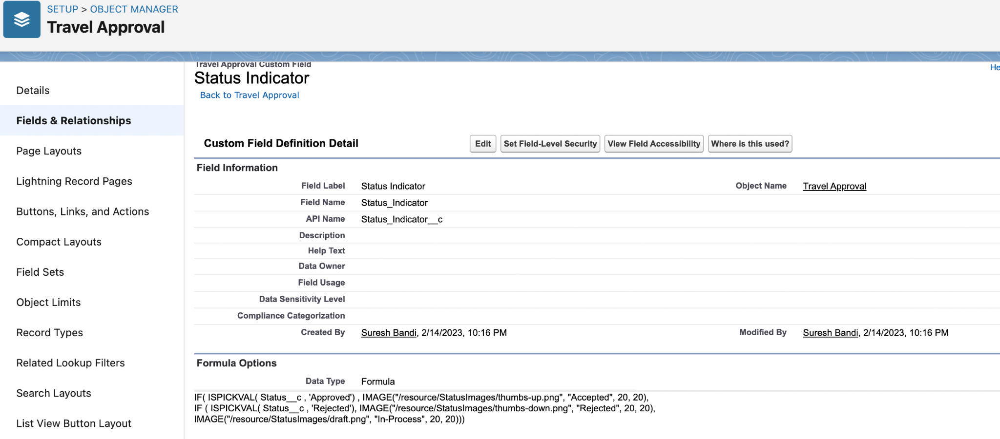 SETUP > OBJECT MANAGER
Travel Approval
Details
Fields & Relationships
Page Layouts
Lightning Record Pages
Buttons, Links, and Actions
Compact Layouts
Field Sets
Object Limits
Record Types
Related Lookup Filters
Search Layouts
List View Button Layout
Travel Approval Custom Field
He
Status Indicator
Back to Travel Approval
Custom Field Definition Detail
Edit Set Field-Level Security View Field Accessibility Where is this used?
Field Information
Field Label Status Indicator Object Name Travel Approval
Field Name Status_Indicator
API Name Status_Indicator__c
Description
Help Text
Data Owner
Field Usage
Data Sensitivity Level
Compliance Categorization
Created By Suresh Bandi, 2/14/2023, 10:16 PM Modified By Suresh Bandi, 2/14/2023, 10:16 PM
Formula Options
Data Type Formula
IF( ISPICKVAL( Status__c , 'Approved') , IMAGE("/resource/StatusImages/thumbs-up.png", "Accepted", 20, 20),
IF ( ISPICKVAL( Status__c , 'Rejected'), IMAGE("/resource/StatusImages/thumbs-down.png", "Rejected", 20, 20),
IMAGE("/resource/StatusImages/draft.png", "In-Process", 20, 20)))